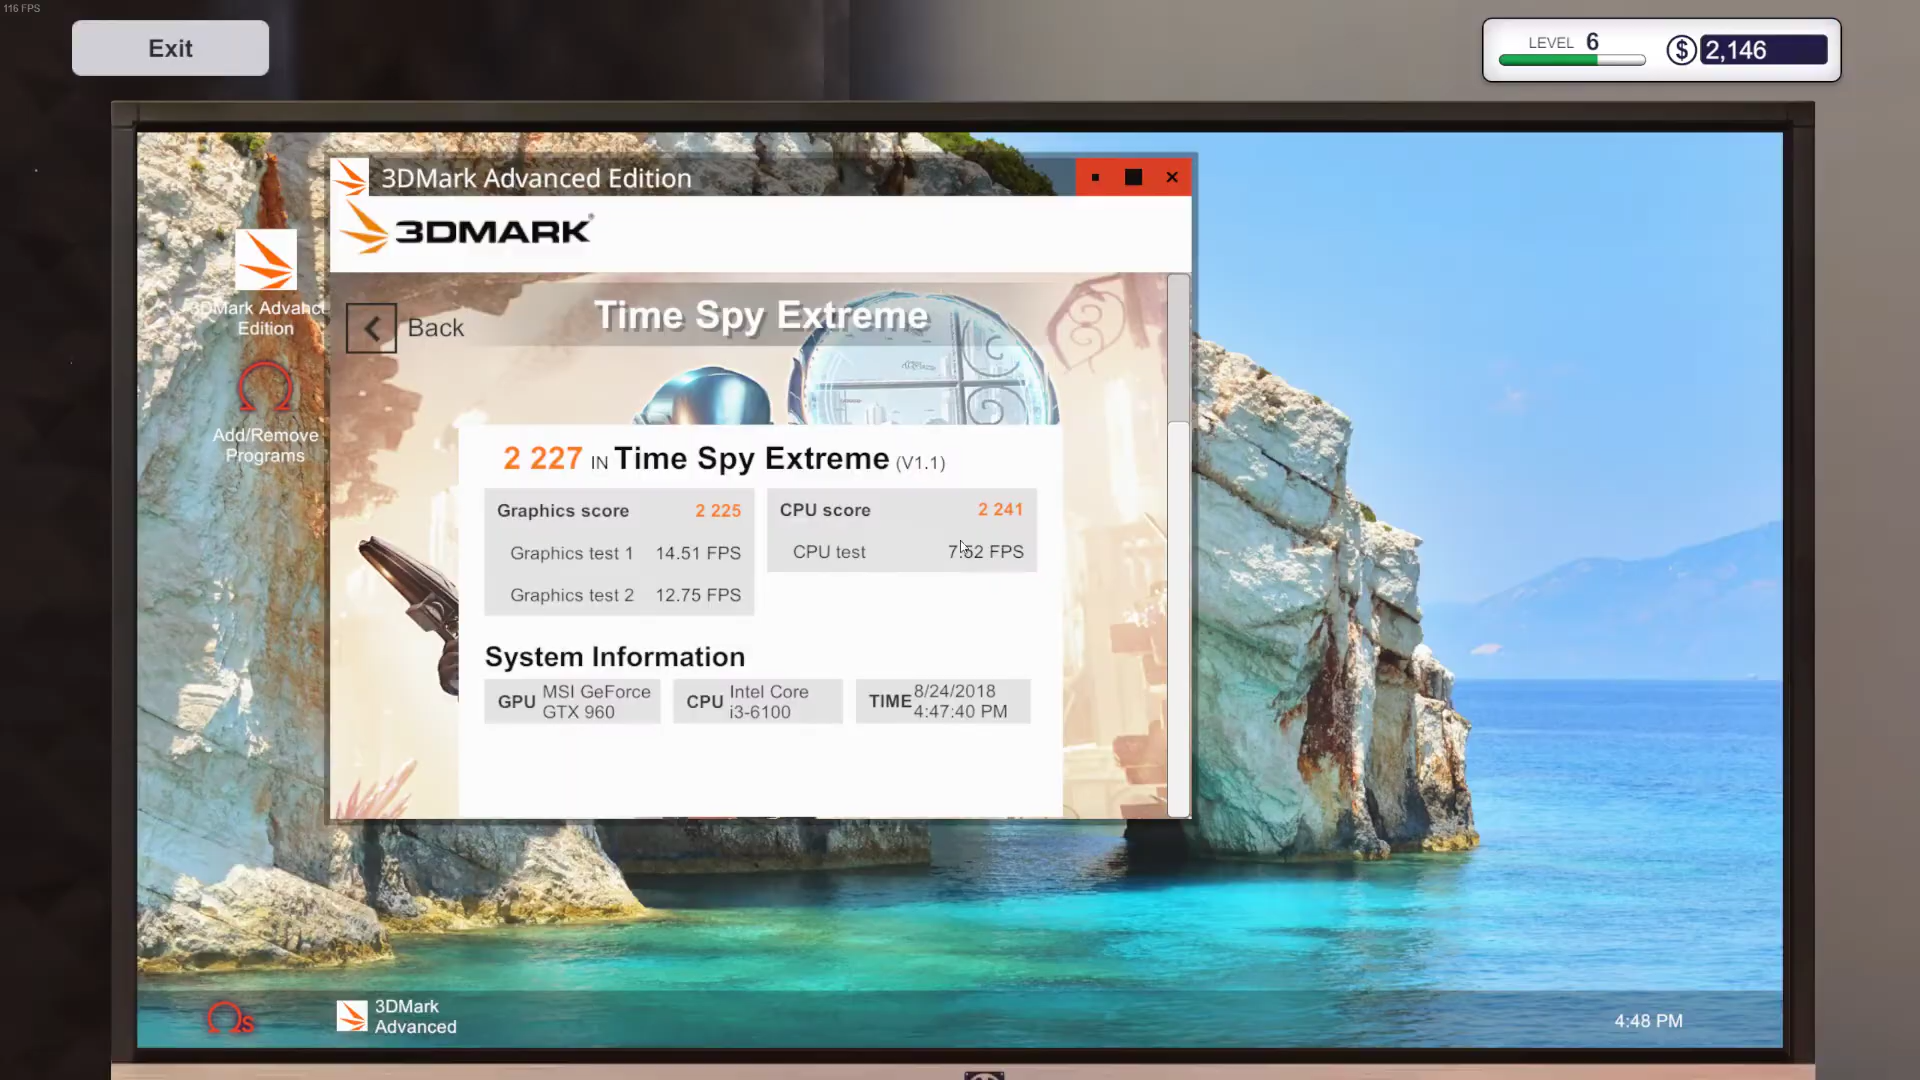 116 FPS
Exit
LEVEL 6
$ 2,146
3DMark Advanced Edition
3DMARK
3DMark Advanc
Edition
Back
Time Spy Extreme
Add/Remove
Programs
2 227 IN Time Spy Extreme (V1.1)
Graphics score 2 225
Graphics test 1 14.51 FPS
Graphics test 2 12.75 FPS
CPU score 2 241
CPU test 7.52 FPS
System Information
GPU MSI GeForce
GTX 960
CPU Intel Core
i3-6100
TIME 8/24/2018
4:47:40 PM
Ωs
3DMark
Advanced
4:48 PM